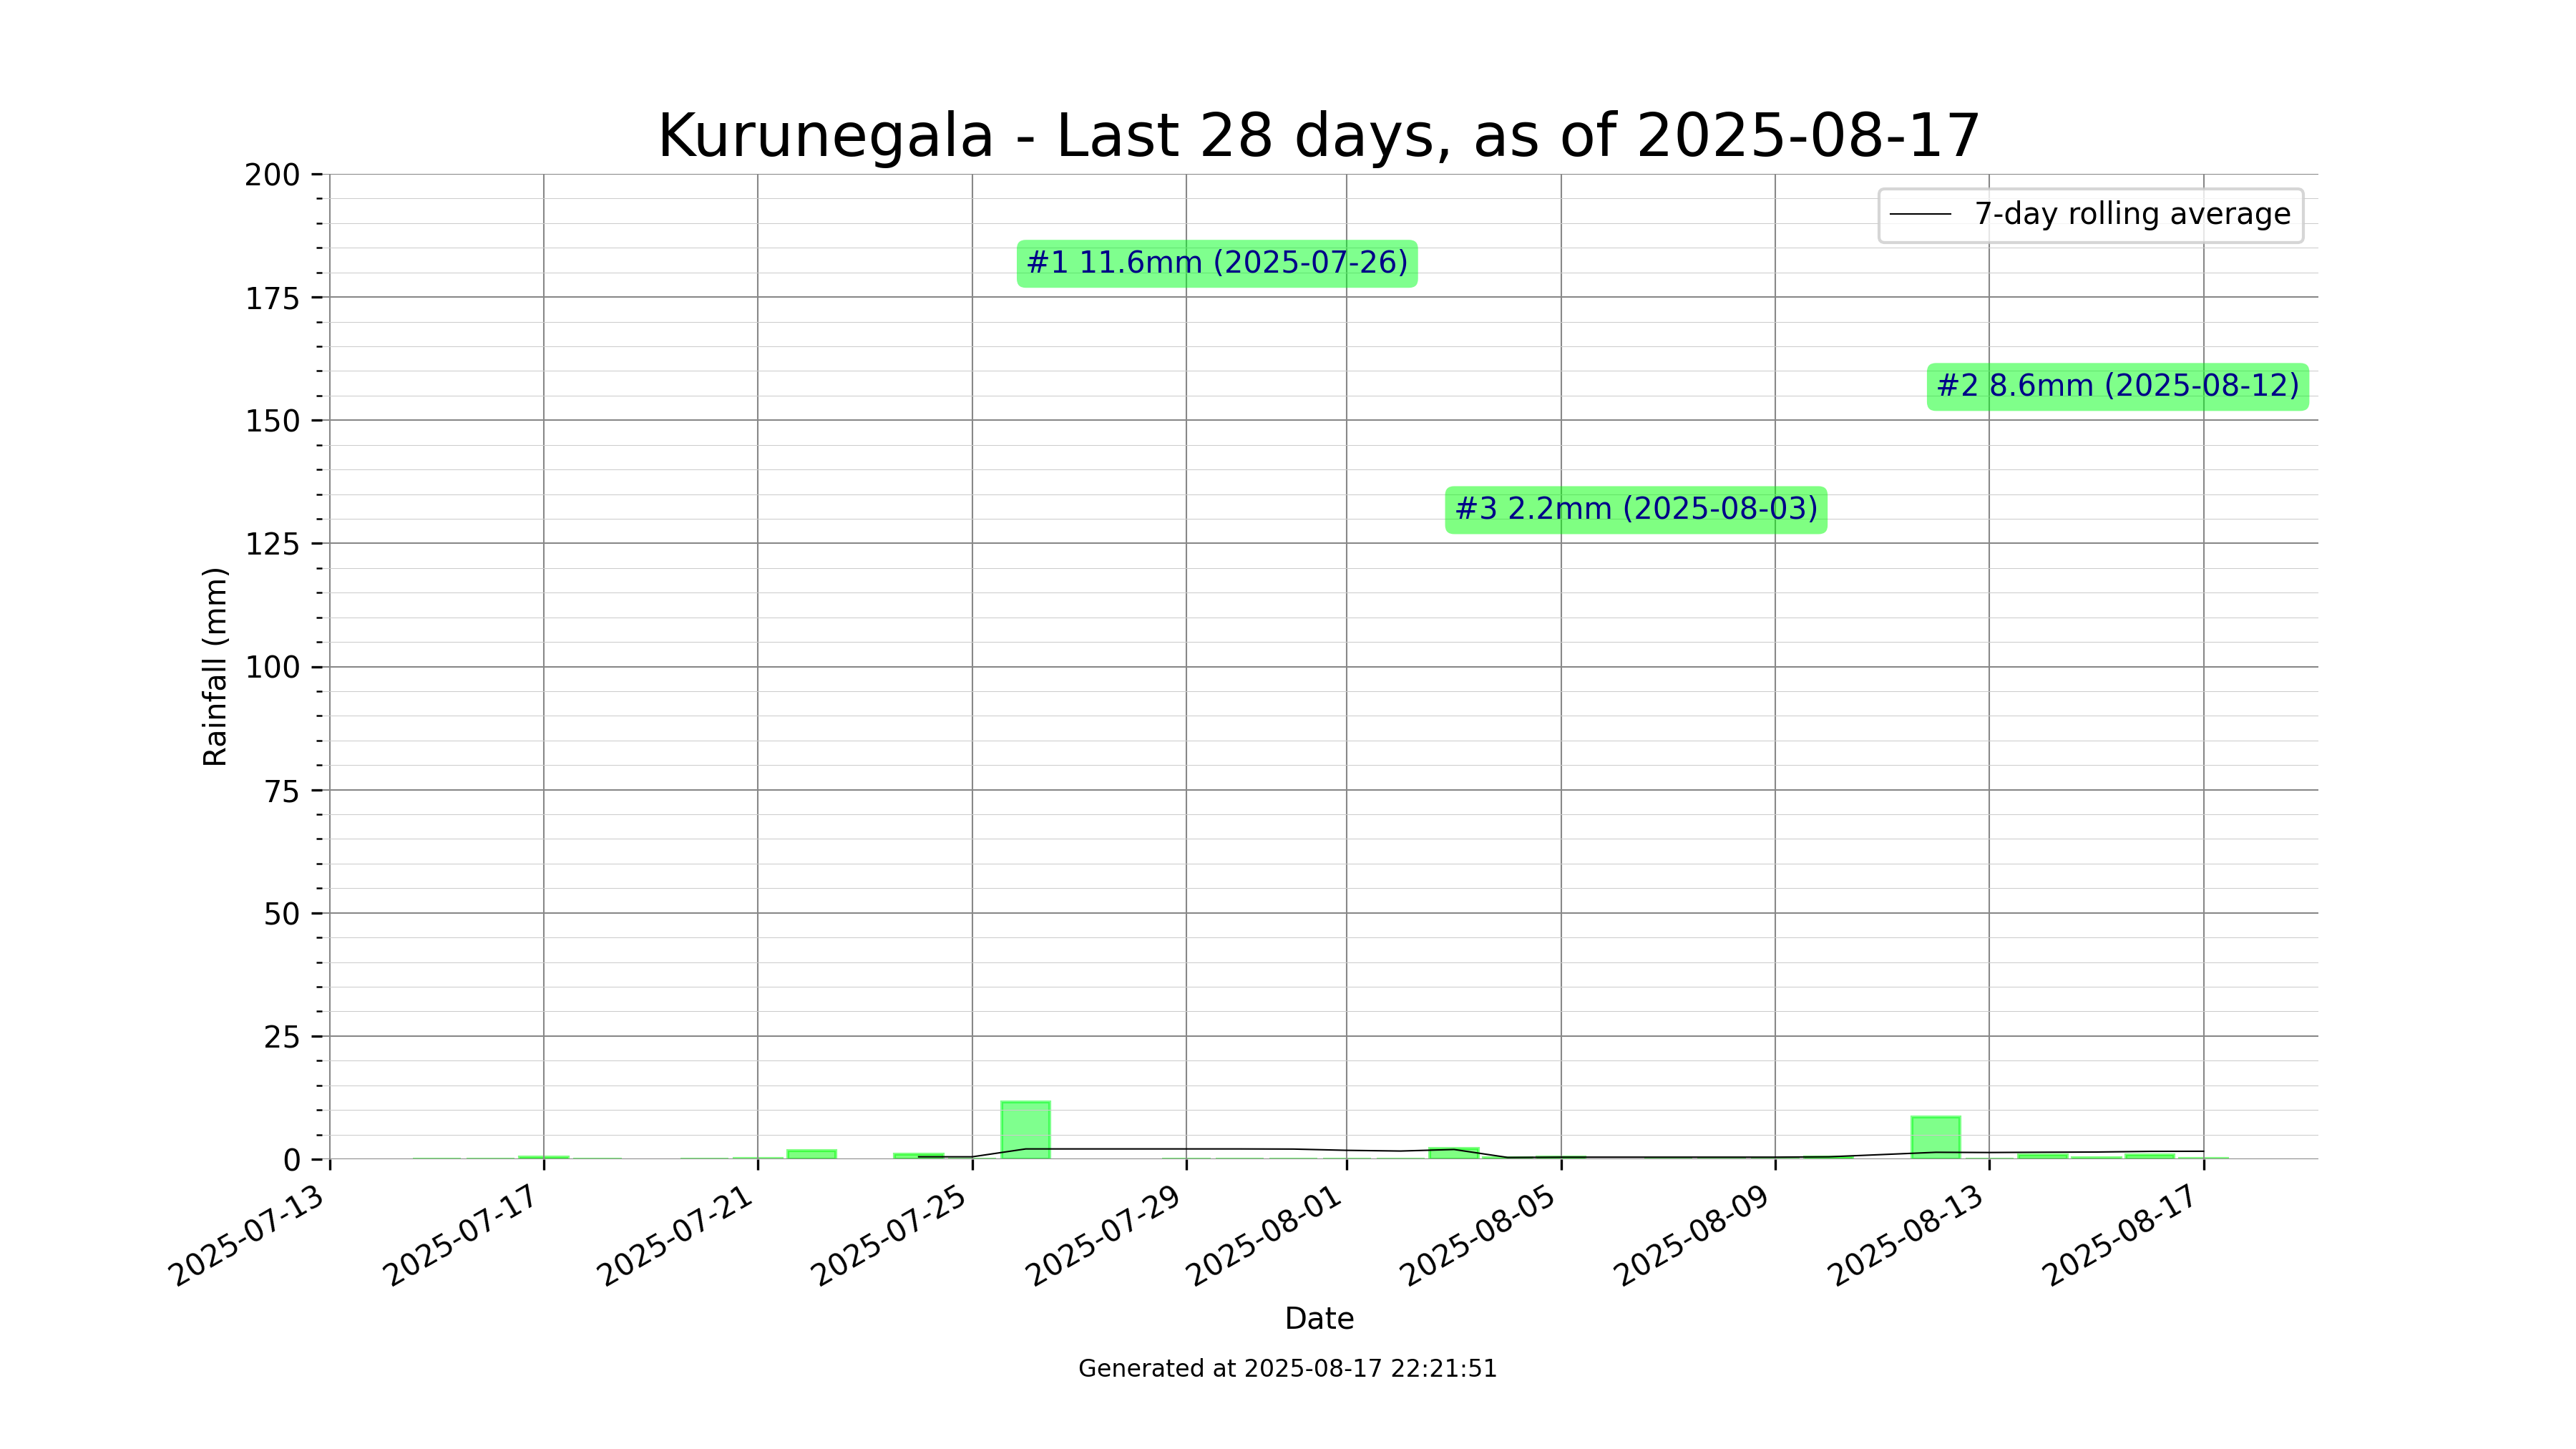 Kurunegala - Last 28 days, as of 2025-08-17
200
175
150
125
100
75
50
25
0
Rainfall (mm)
7-day rolling average
#1 11.6mm (2025-07-26)
#2 8.6mm (2025-08-12)
#3 2.2mm (2025-08-03)
2025-07-13
2025-07-17
2025-07-21
2025-07-25
2025-07-29
2025-08-01
2025-08-05
2025-08-09
2025-08-13
2025-08-17
Date
Generated at 2025-08-17 22:21:51